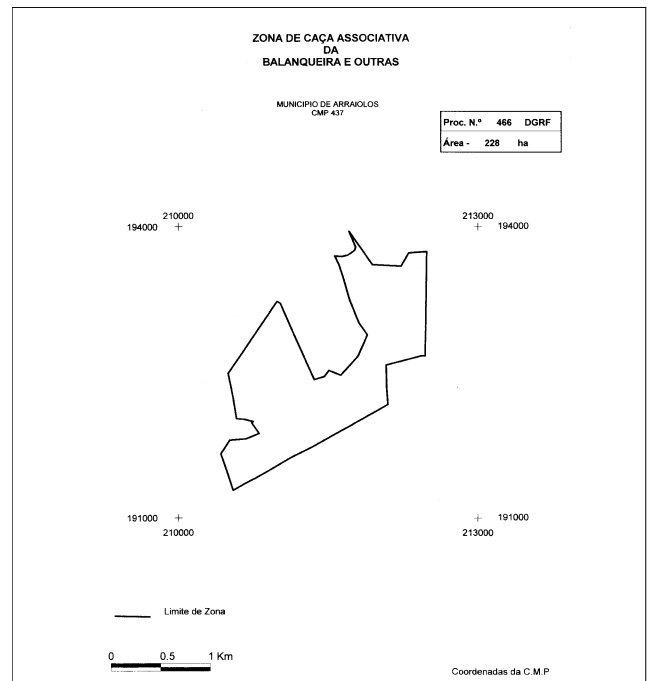 ZONA DE CAÇA ASSOCIATIVA
DA
BALANQUEIRA E OUTRAS
MUNICIPIO DE ARRAIOLOS
CMP 437
Proc. N.º 466 DGRF
Área - 228 ha
210000
194000
213000
194000
191000
210000
191000
213000
Limite de Zona
0 0.5 1 Km
Coordenadas da C.M.P